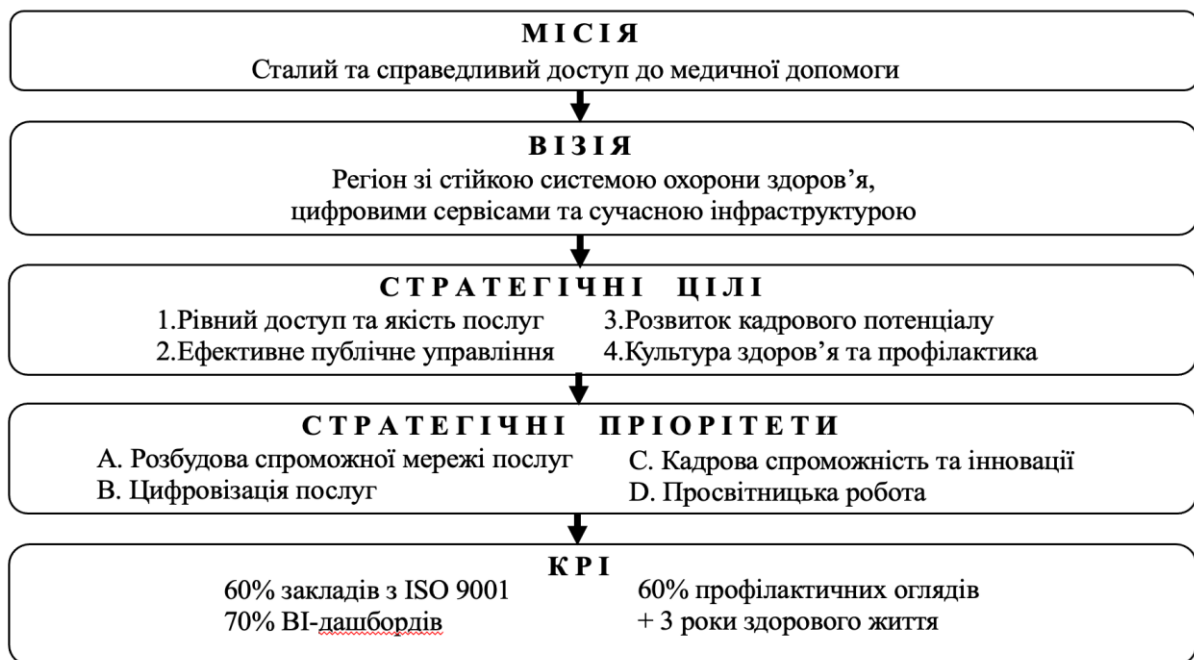 МІСІЯ
Сталий та справедливий доступ до медичної допомоги
ВІЗІЯ
Регіон зі стійкою системою охорони здоров’я,
цифровими сервісами та сучасною інфраструктурою
СТРАТЕГІЧНІ ЦІЛІ
1.Рівний доступ та якість послуг
2.Ефективне публічне управління
3.Розвиток кадрового потенціалу
4.Культура здоров’я та профілактика
СТРАТЕГІЧНІ ПРІОРІТЕТИ
A. Розбудова спроможної мережі послуг
B. Цифровізація послуг
C. Кадрова спроможність та інновації
D. Просвітницька робота
КРІ
60% закладів з ISO 9001
70% BI-дашбордів
60% профілактичних оглядів
+ 3 роки здорового життя